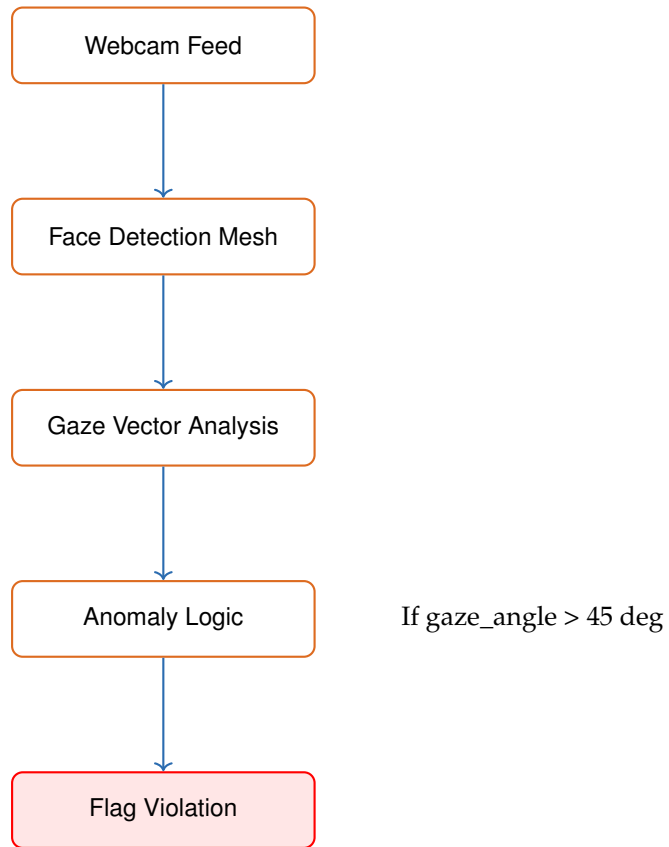 Webcam Feed
Face Detection Mesh
Gaze Vector Analysis
Anomaly Logic
If gaze_angle > 45 deg
Flag Violation